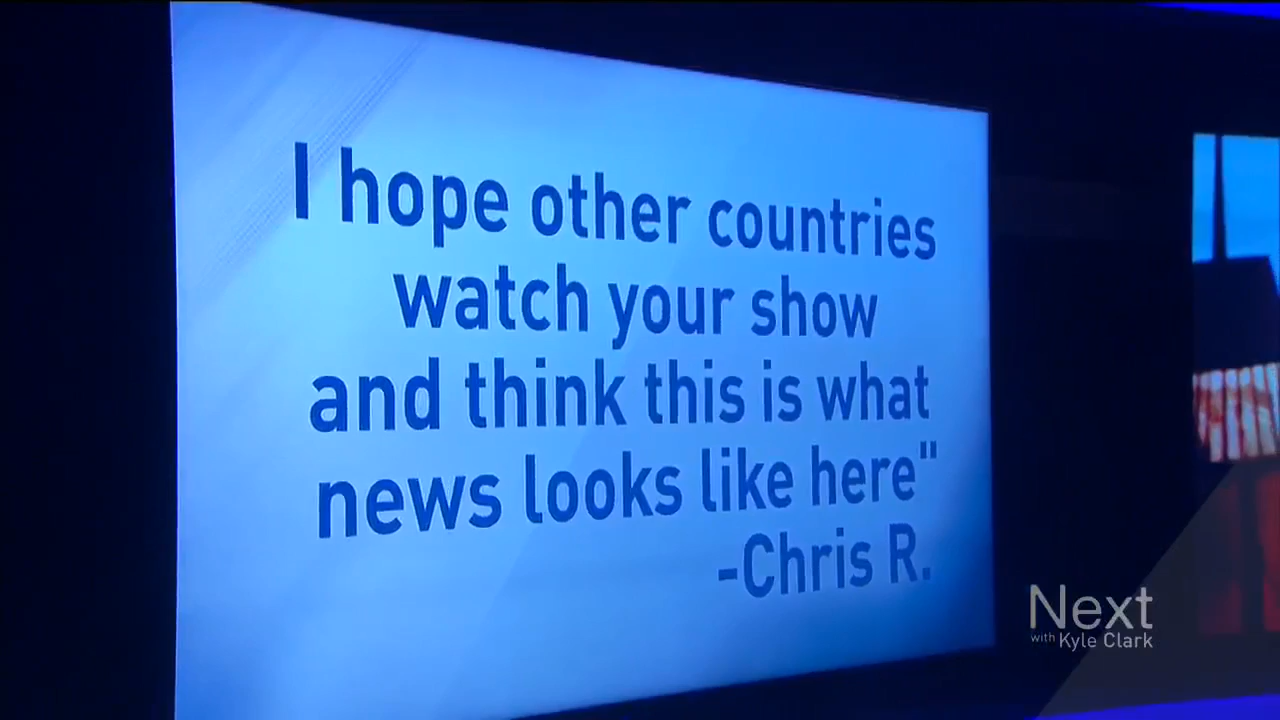 I hope other countries
watch your show
and think this is what
news looks like here"
-Chris R.
Next
with Kyle Clark